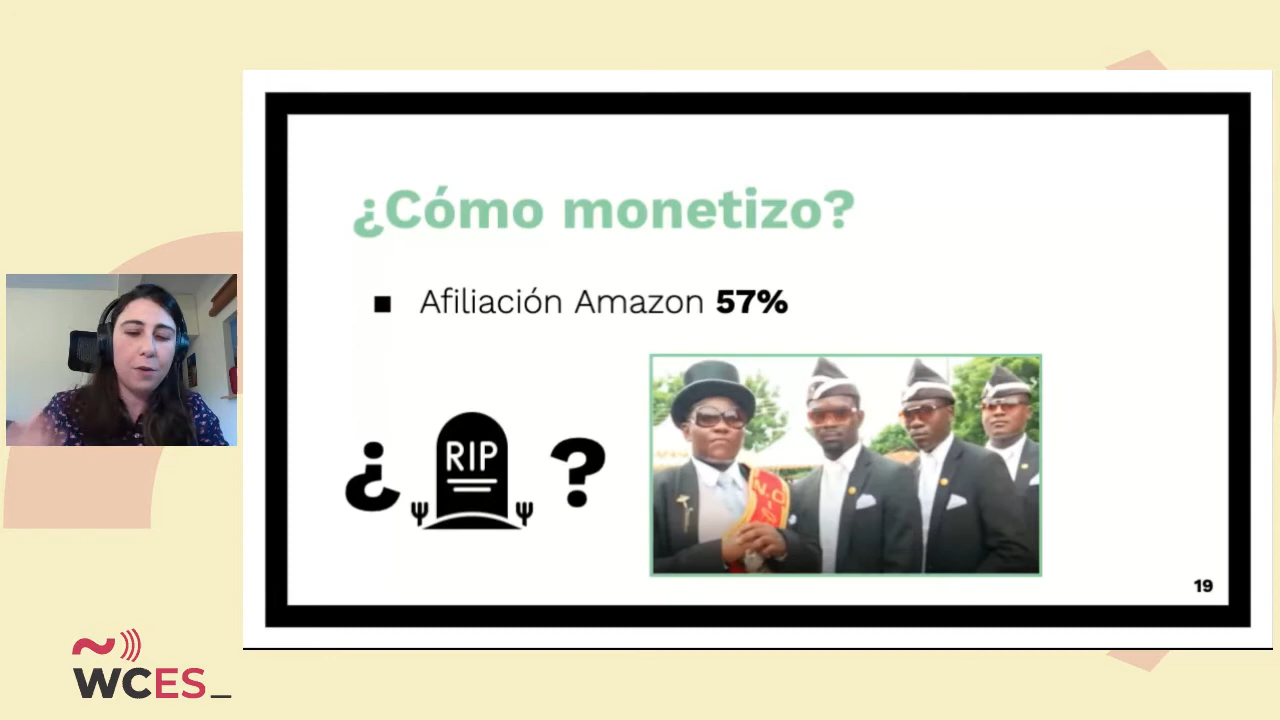 ¿Cómo monetizo?
■ Afiliación Amazon 57%
¿ RIP ?
19
WCES_